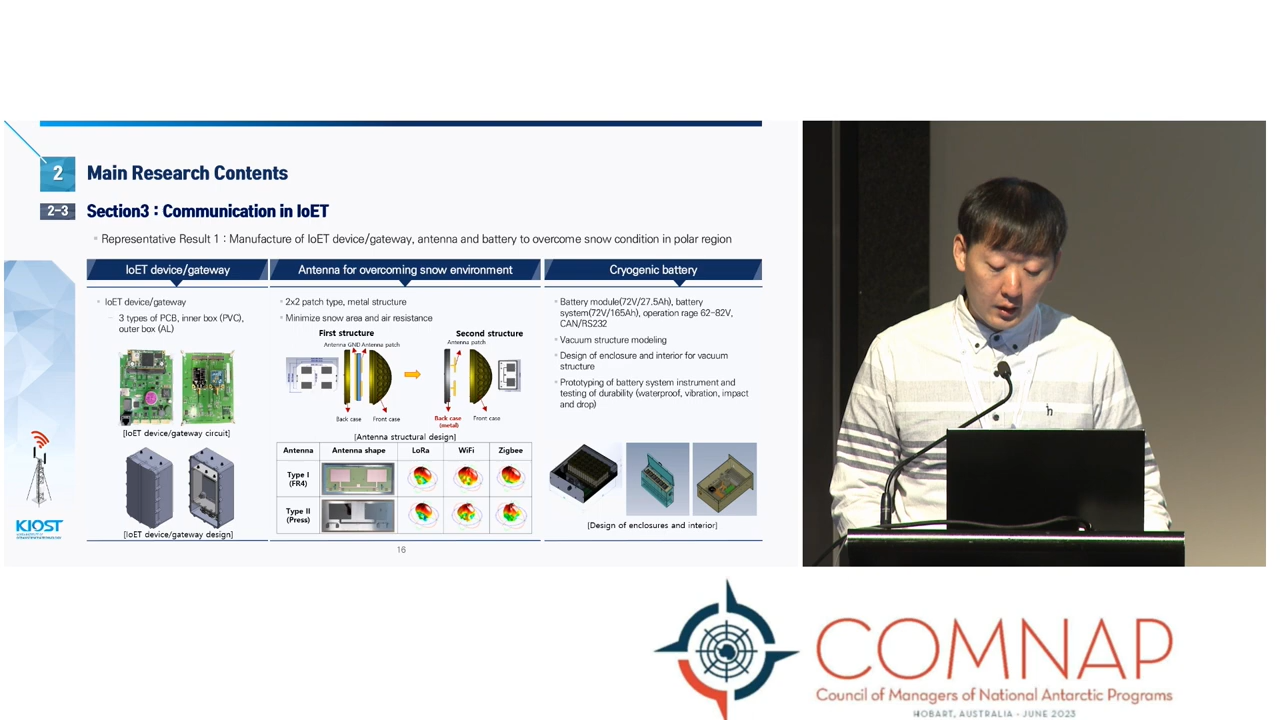 2 Main Research Contents
2-3 Section3 : Communication in IoET
Representative Result 1 : Manufacture of IoET device/gateway, antenna and battery to overcome snow condition in polar region
IoET device/gateway
IoET device/gateway
3 types of PCB, inner box (PVC),
outer box (AL)
[IoET device/gateway circuit]
[IoET device/gateway design]
Antenna for overcoming snow environment
2x2 patch type, metal structure
Minimize snow area and air resistance
First structure
Second structure
Antenna GND Antenna patch
Antenna patch
Back case
Front case
Back case
(metal)
Front case
[Antenna structural design]
Antenna Antenna shape LoRa WiFi Zigbee
Type I
(FR4)
Type II
(Press)
Cryogenic battery
Battery module(72V/27.5Ah), battery
system(72V/165Ah), operation rage 62-82V,
CAN/RS232
Vacuum structure modeling
Design of enclosure and interior for vacuum
structure
Prototyping of battery system instrument and
testing of durability (waterproof, vibration, impact
and drop)
[Design of enclosures and interior]
KIOST
16
h
COMNAP
Council of Managers of National Antarctic Programs
HOBART, AUSTRALIA - JUNE 2023